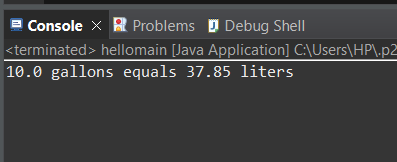 Console Problems Debug Shell
<terminated> hellomain [Java Application] C:\Users\HP\.p2
10.0 gallons equals 37.85 liters